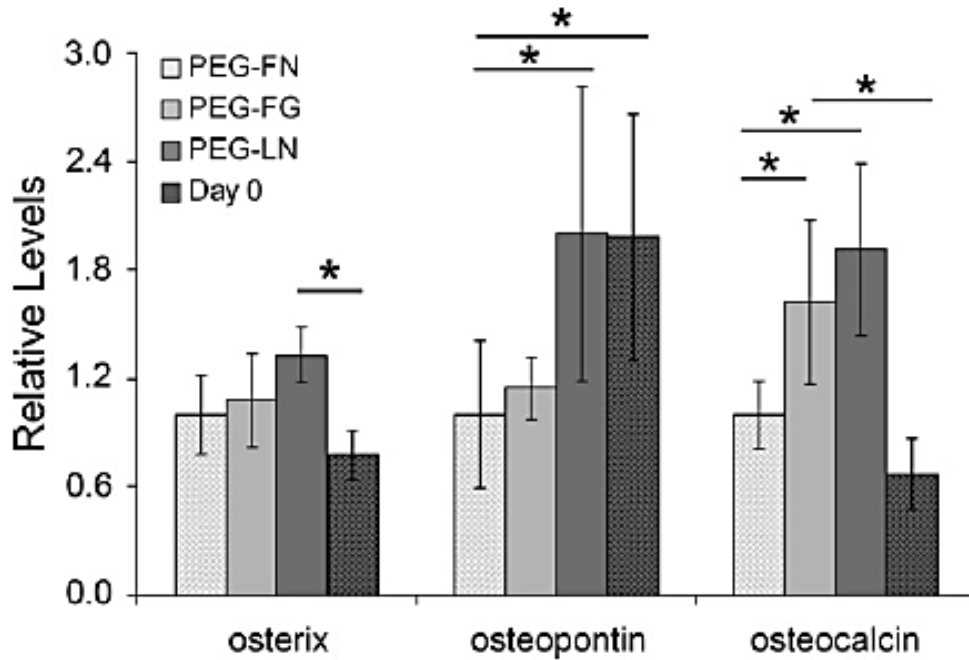 *
*
3.0
PEG-FN
PEG-FG
PEG-LN
Day 0
*
*
*
2.4
1.8
*
1.2
0.6
0.0
Relative Levels
osterix osteopontin osteocalcin